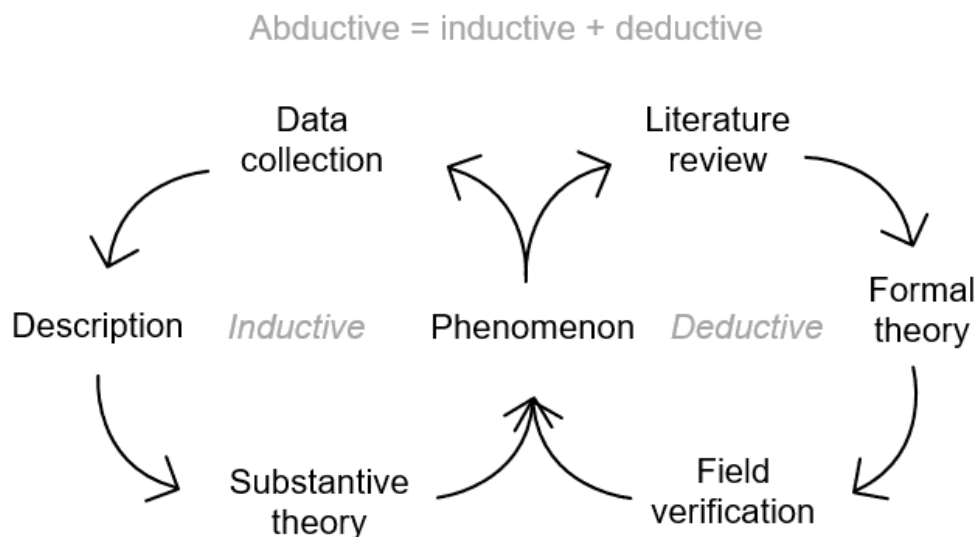 Abductive = inductive + deductive
Data
collection
Literature
review
Description
Inductive
Phenomenon
Deductive
Formal
theory
Substantive
theory
Field
verification